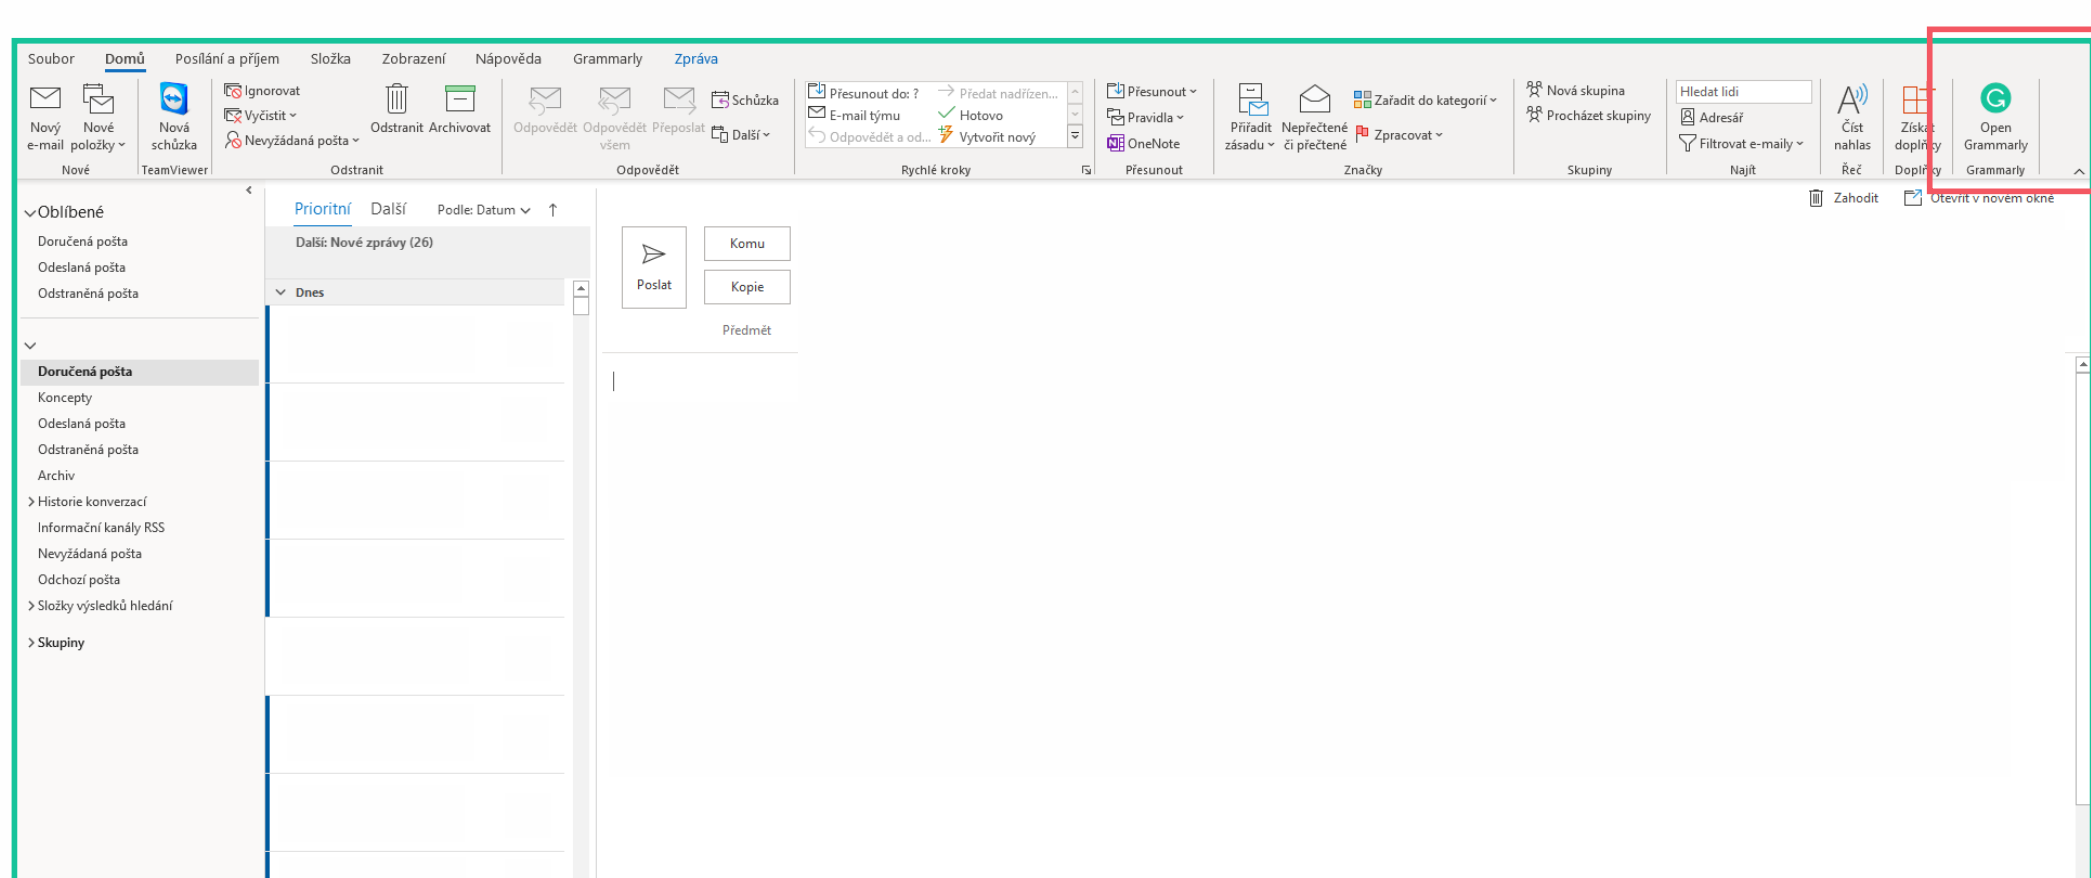 Soubor Domů Posílání a příjem Složka Zobrazení Nápověda Grammarly Zpráva
Nový e-mail
Nové položky
Nové
Nová schůzka
TeamViewer
Ignorovat
Vyčistit
Nevyžádaná pošta
Odstranit
Archivovat
Odstranit
Odpovědět
Odpovědět všem
Přeposlat
Schůzka
Další
Odpovědět
Přesunout do: ?
E-mail týmu
Odpovědět a od...
Předat nadřízen...
Hotovo
Vytvořit nový
Rychlé kroky
Přesunout
Pravidla
OneNote
Přesunout
Přiřadit zásadu
Nepřečtené či přečtené
Zařadit do kategorií
Zpracovat
Značky
Nová skupina
Procházet skupiny
Skupiny
Hledat lidi
Adresář
Filtrovat e-maily
Najít
Číst nahlas
Řeč
Získat doplňky
Doplňky
Open Grammarly
Grammarly
Oblíbené
Doručená pošta
Odeslaná pošta
Odstraněná pošta
Doručená pošta
Koncepty
Odeslaná pošta
Odstraněná pošta
Archiv
Historie konverzací
Informační kanály RSS
Nevyžádaná pošta
Odchozí pošta
Složky výsledků hledání
Skupiny
Prioritní Další Podle: Datum
Další: Nové zprávy (26)
Dnes
Zahodit
Otevřít v novém okně
Poslat
Komu
Kopie
Předmět